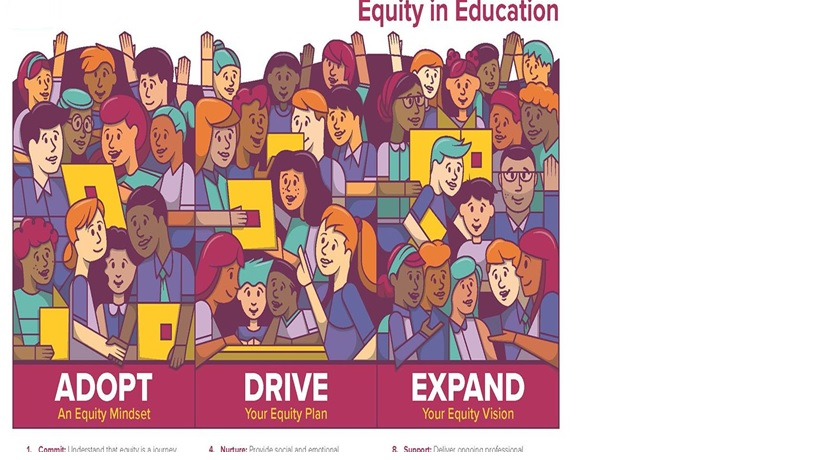 Equity in Education
ADOPT
An Equity Mindset
DRIVE
Your Equity Plan
EXPAND
Your Equity Vision
1. Commit: Understand that equity is a journey
4. Nurture: Provide social and emotional
8. Support: Deliver ongoing professional